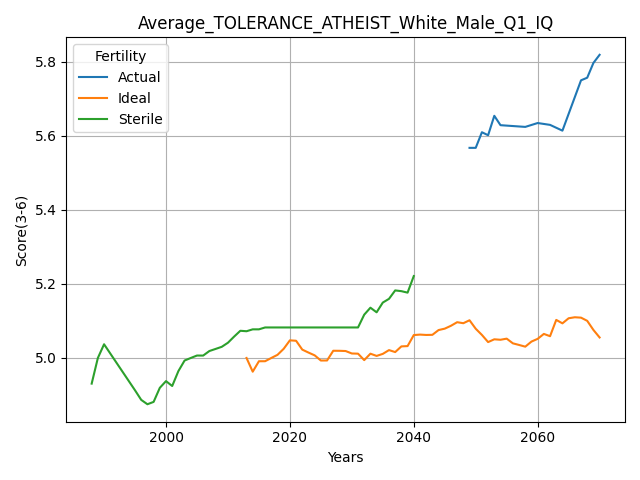 Average_TOLERANCE_ATHEIST_White_Male_Q1_IQ
Fertility
Actual
Ideal
Sterile
Score(3-6)
5.8
5.6
5.4
5.2
5.0
2000
2020
2040
2060
Years